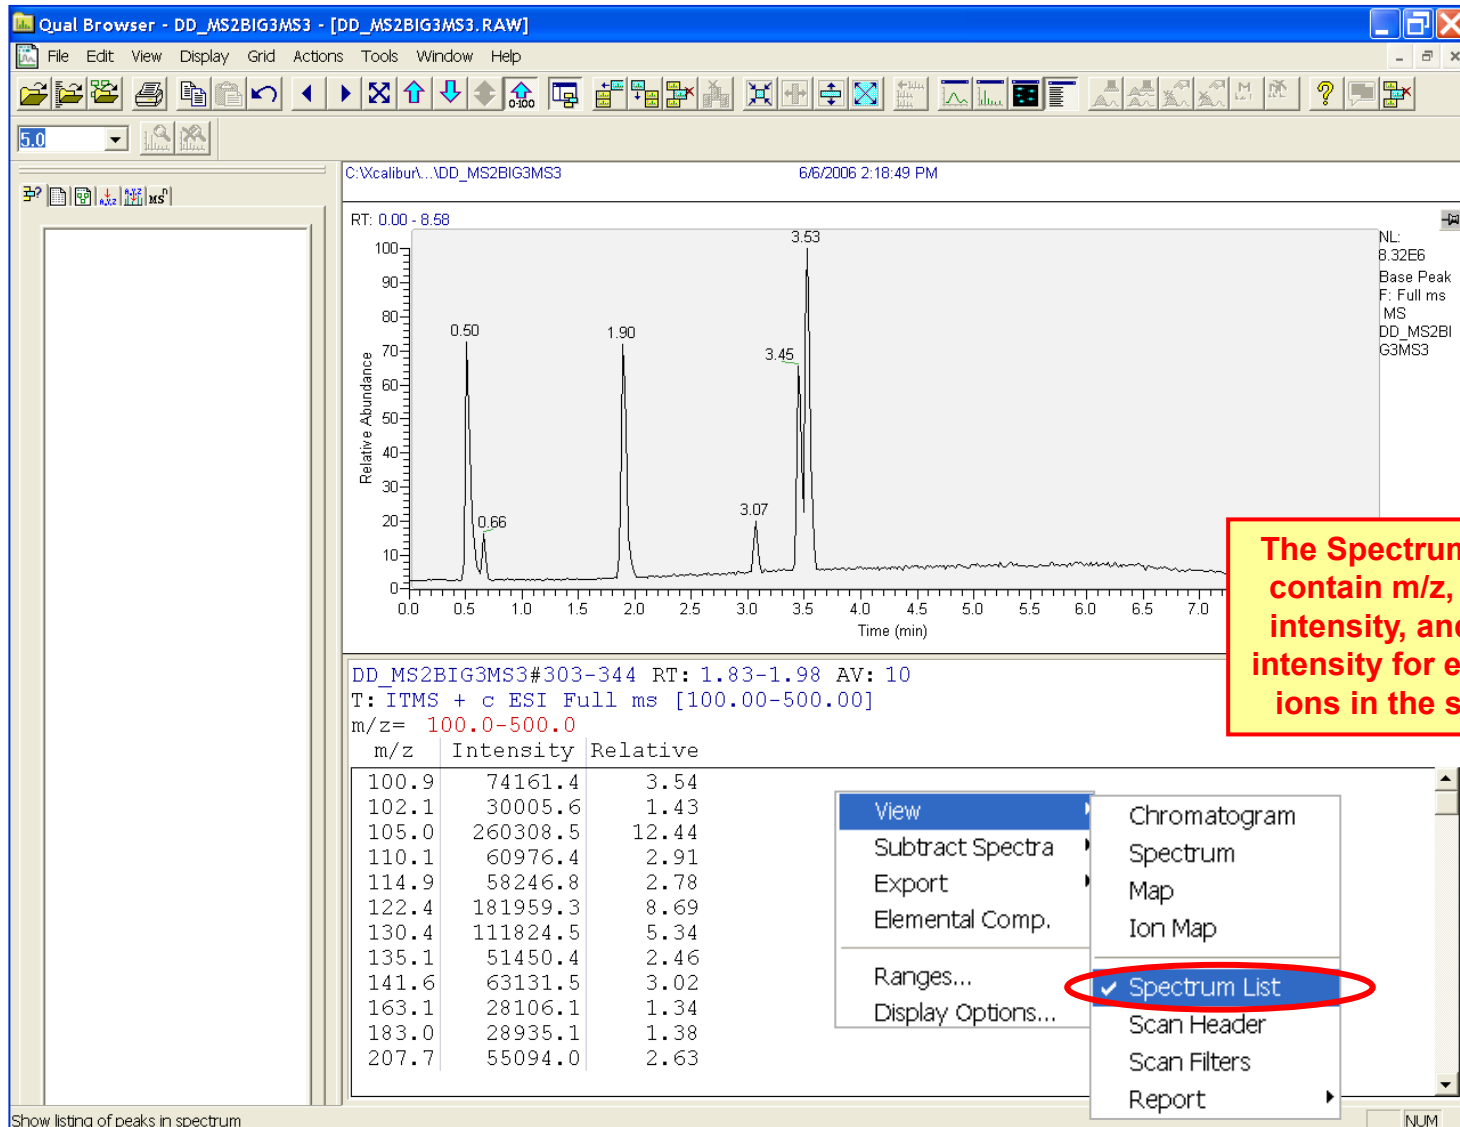 Qual Browser - DD_MS2BIG3MS3 - [DD_MS2BIG3MS3.RAW]
File Edit View Display Grid Actions Tools Window Help
0-100
5.0
MSⁿ
C:\Xcalibur\...\DD_MS2BIG3MS3 6/6/2006 2:18:49 PM
RT: 0.00 - 8.58
NL:
8.32E6
Base Peak
F: Full ms
MS
DD_MS2BI
G3MS3
Relative Abundance
100
90
80
70
60
50
40
30
20
10
0
0.50
0.66
1.90
3.07
3.45
3.53
0.0 0.5 1.0 1.5 2.0 2.5 3.0 3.5 4.0 4.5 5.0 5.5 6.0 6.5 7.0
Time (min)
The Spectrum
contain m/z,
intensity, and
intensity for e
ions in the s
DD_MS2BIG3MS3#303-344 RT: 1.83-1.98 AV: 10
T: ITMS + c ESI Full ms [100.00-500.00]
m/z= 100.0-500.0
m/z Intensity Relative
100.9 74161.4 3.54
102.1 30005.6 1.43
105.0 260308.5 12.44
110.1 60976.4 2.91
114.9 58246.8 2.78
122.4 181959.3 8.69
130.4 111824.5 5.34
135.1 51450.4 2.46
141.6 63131.5 3.02
163.1 28106.1 1.34
183.0 28935.1 1.38
207.7 55094.0 2.63
View
Subtract Spectra
Export
Elemental Comp.
Ranges...
Display Options...
Chromatogram
Spectrum
Map
Ion Map
Spectrum List
Scan Header
Scan Filters
Report
Show listing of peaks in spectrum
NUM